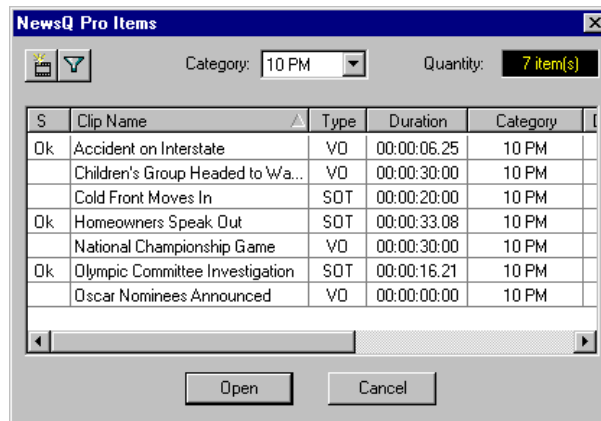 NewsQ Pro Items
Category: 10 PM Quantity: 7 item(s)
S Clip Name Type Duration Category
Ok Accident on Interstate VO 00:00:06.25 10 PM
Children's Group Headed to Wa... VO 00:00:30:00 10 PM
Cold Front Moves In SOT 00:00:20:00 10 PM
Ok Homeowners Speak Out SOT 00:00:33.08 10 PM
National Championship Game VO 00:00:30:00 10 PM
Ok Olympic Committee Investigation SOT 00:00:16.21 10 PM
Oscar Nominees Announced VO 00:00:00:00 10 PM
Open Cancel